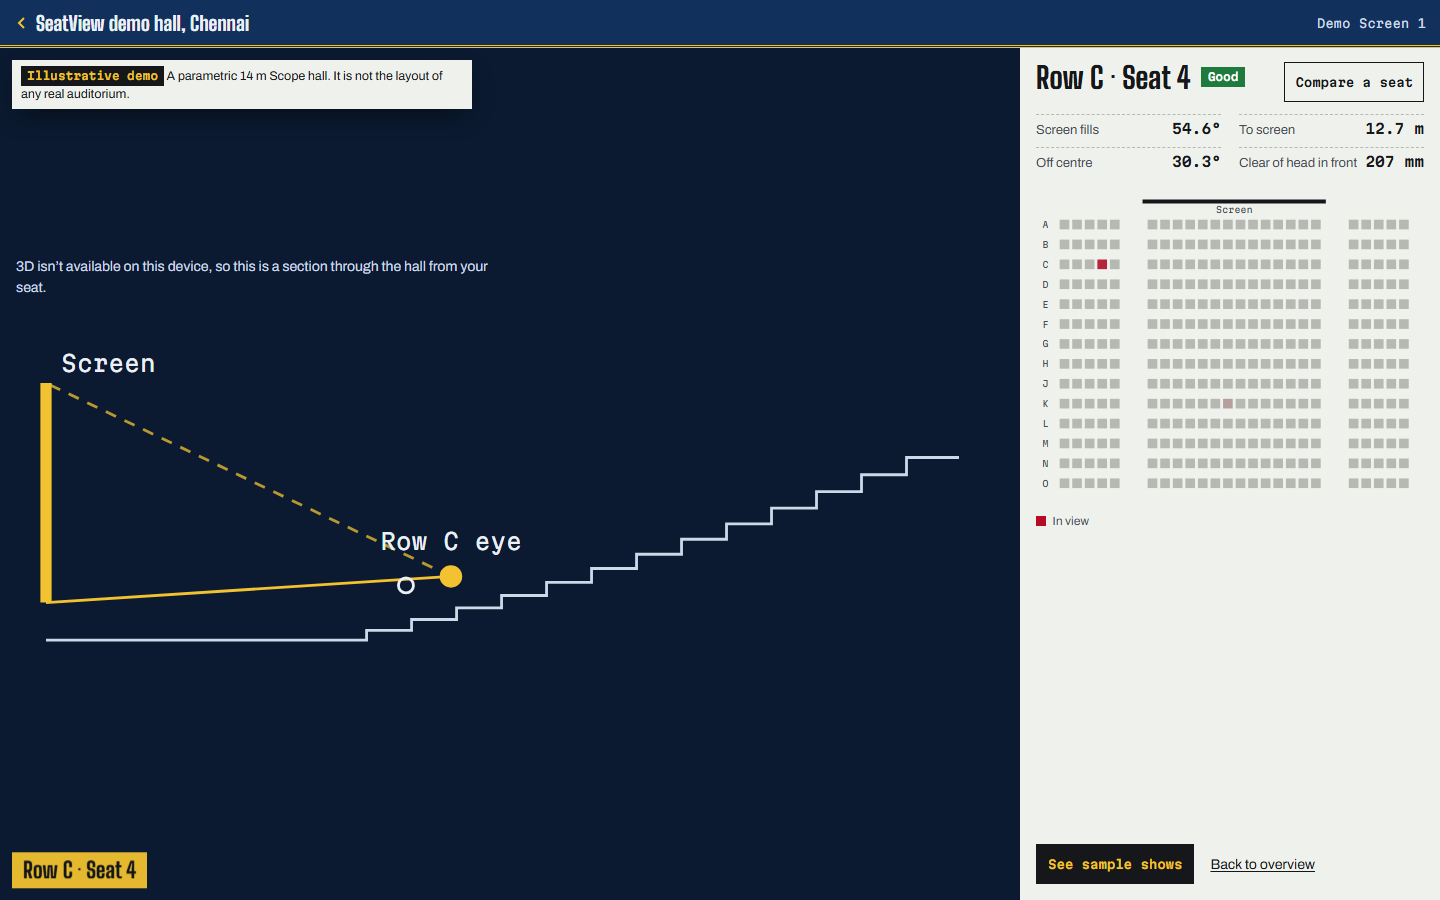 SeatView demo hall, Chennai
Demo Screen 1
Illustrative demo A parametric 14 m Scope hall. It is not the layout of
any real auditorium.
3D isn't available on this device, so this is a section through the hall from your
seat.
Screen
Row C eye
Row C · Seat 4
Row C · Seat 4 Good
Compare a seat
Screen fills 54.6°
To screen 12.7 m
Off centre 30.3°
Clear of head in front 207 mm
Screen
A
B
C
D
E
F
G
H
J
K
L
M
N
O
In view
See sample shows
Back to overview